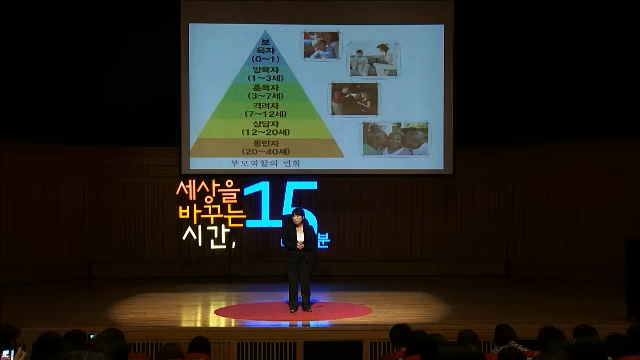 보
육자
(0~1)
양육자
(1~3세)
훈육자
(3~7세)
격려자
(7~12세)
상담자
(12~20세)
동반자
(20~40세)
부모역할의 변화
세상을
바꾸는
시간,
15
분